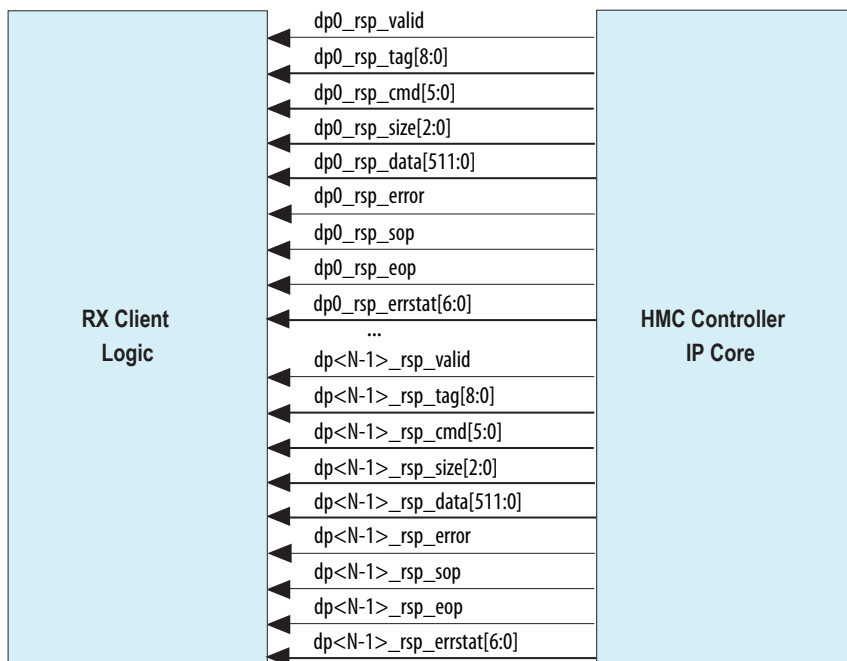 dp0_rsp_valid
dp0_rsp_tag[8:0]
dp0_rsp_cmd[5:0]
dp0_rsp_size[2:0]
dp0_rsp_data[511:0]
dp0_rsp_error
dp0_rsp_sop
dp0_rsp_eop
dp0_rsp_errstat[6:0]
RX Client
Logic
HMC Controller
IP Core
...
dp<N-1>_rsp_valid
dp<N-1>_rsp_tag[8:0]
dp<N-1>_rsp_cmd[5:0]
dp<N-1>_rsp_size[2:0]
dp<N-1>_rsp_data[511:0]
dp<N-1>_rsp_error
dp<N-1>_rsp_sop
dp<N-1>_rsp_eop
dp<N-1>_rsp_errstat[6:0]